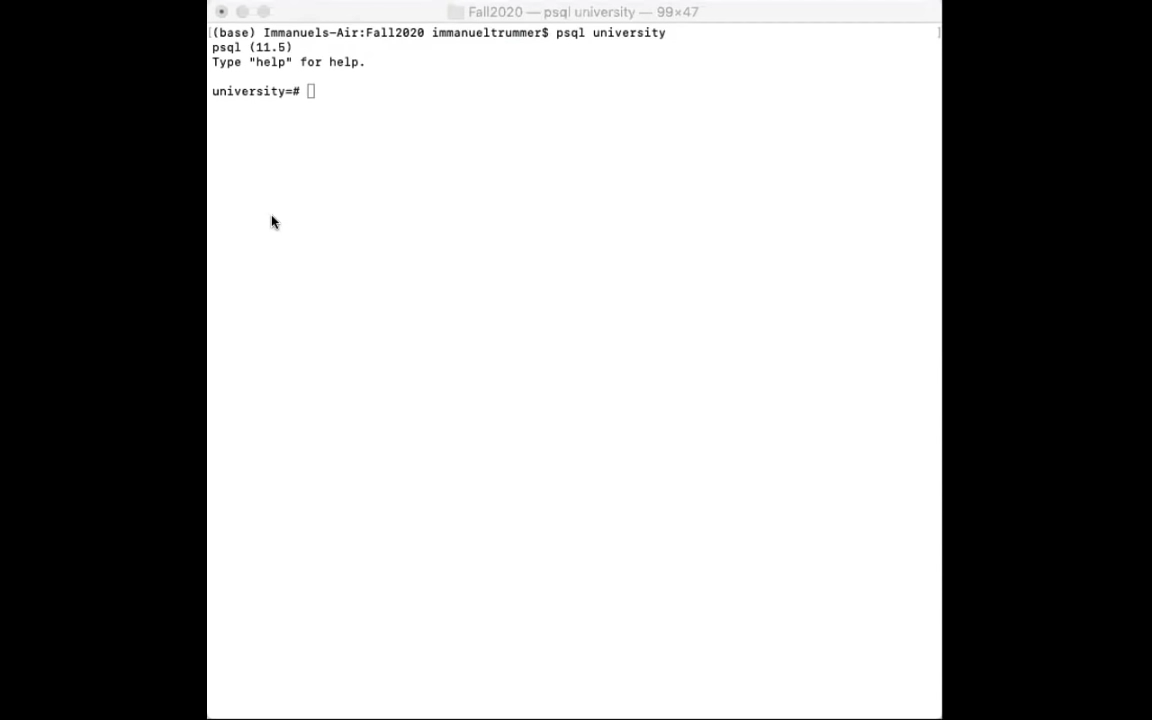 Fall2020 — psql university — 99×47
(base) Immanuels-Air:Fall2020 immanueltrummer$ psql university
psql (11.5)
Type "help" for help.
university=#